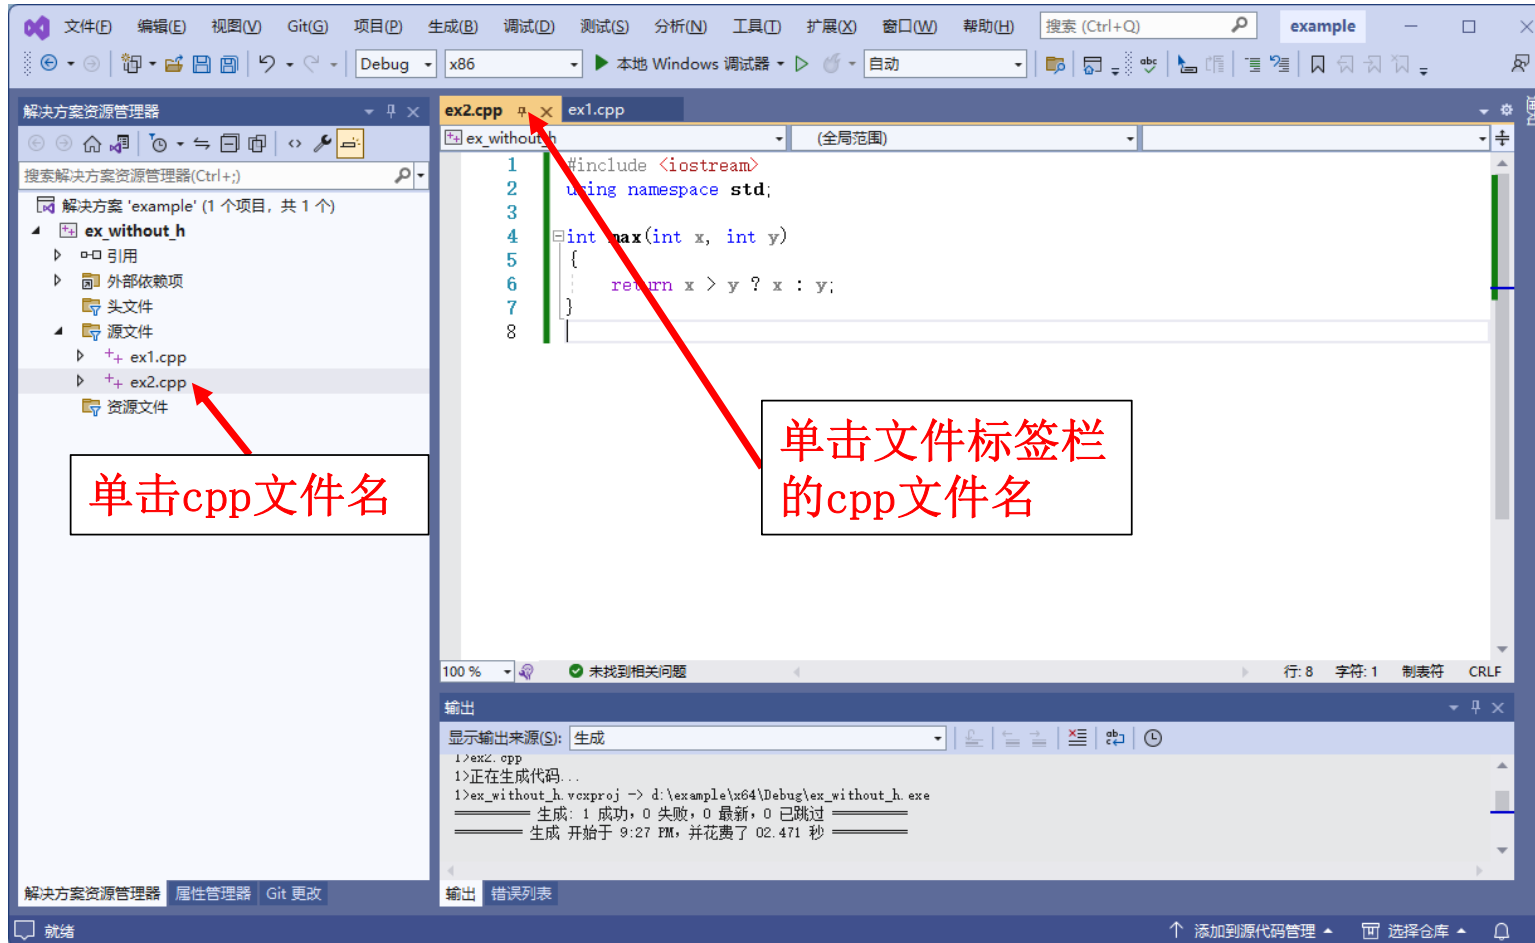 文件(F) 编辑(E) 视图(V) Git(G) 项目(P) 生成(B) 调试(D) 测试(S) 分析(N) 工具(T) 扩展(X) 窗口(W) 帮助(H) 搜索 (Ctrl+Q) example
Debug x86 本地 Windows 调试器 自动
解决方案资源管理器
搜索解决方案资源管理器(Ctrl+;)
解决方案 'example' (1 个项目, 共 1 个)
ex_without_h
引用
外部依赖项
头文件
源文件
ex1.cpp
ex2.cpp
资源文件
单击cpp文件名
解决方案资源管理器 属性管理器 Git 更改
ex2.cpp ex1.cpp
ex_without_h (全局范围)
1 #include <iostream>
2 using namespace std;
3
4 int max(int x, int y)
5 {
6 return x > y ? x : y;
7 }
8
单击文件标签栏
的cpp文件名
100 % 未找到相关问题 行: 8 字符: 1 制表符 CRLF
输出
显示输出来源(S): 生成
1>ex2.cpp
1>正在生成代码...
1>ex_without_h.vcxproj -> d:\example\x64\Debug\ex_without_h.exe
========== 生成: 1 成功，0 失败，0 最新，0 已跳过 ==========
========= 生成 开始于 9:27 PM，并花费了 02.471 秒 ==========
输出 错误列表
就绪 添加到源代码管理 选择仓库